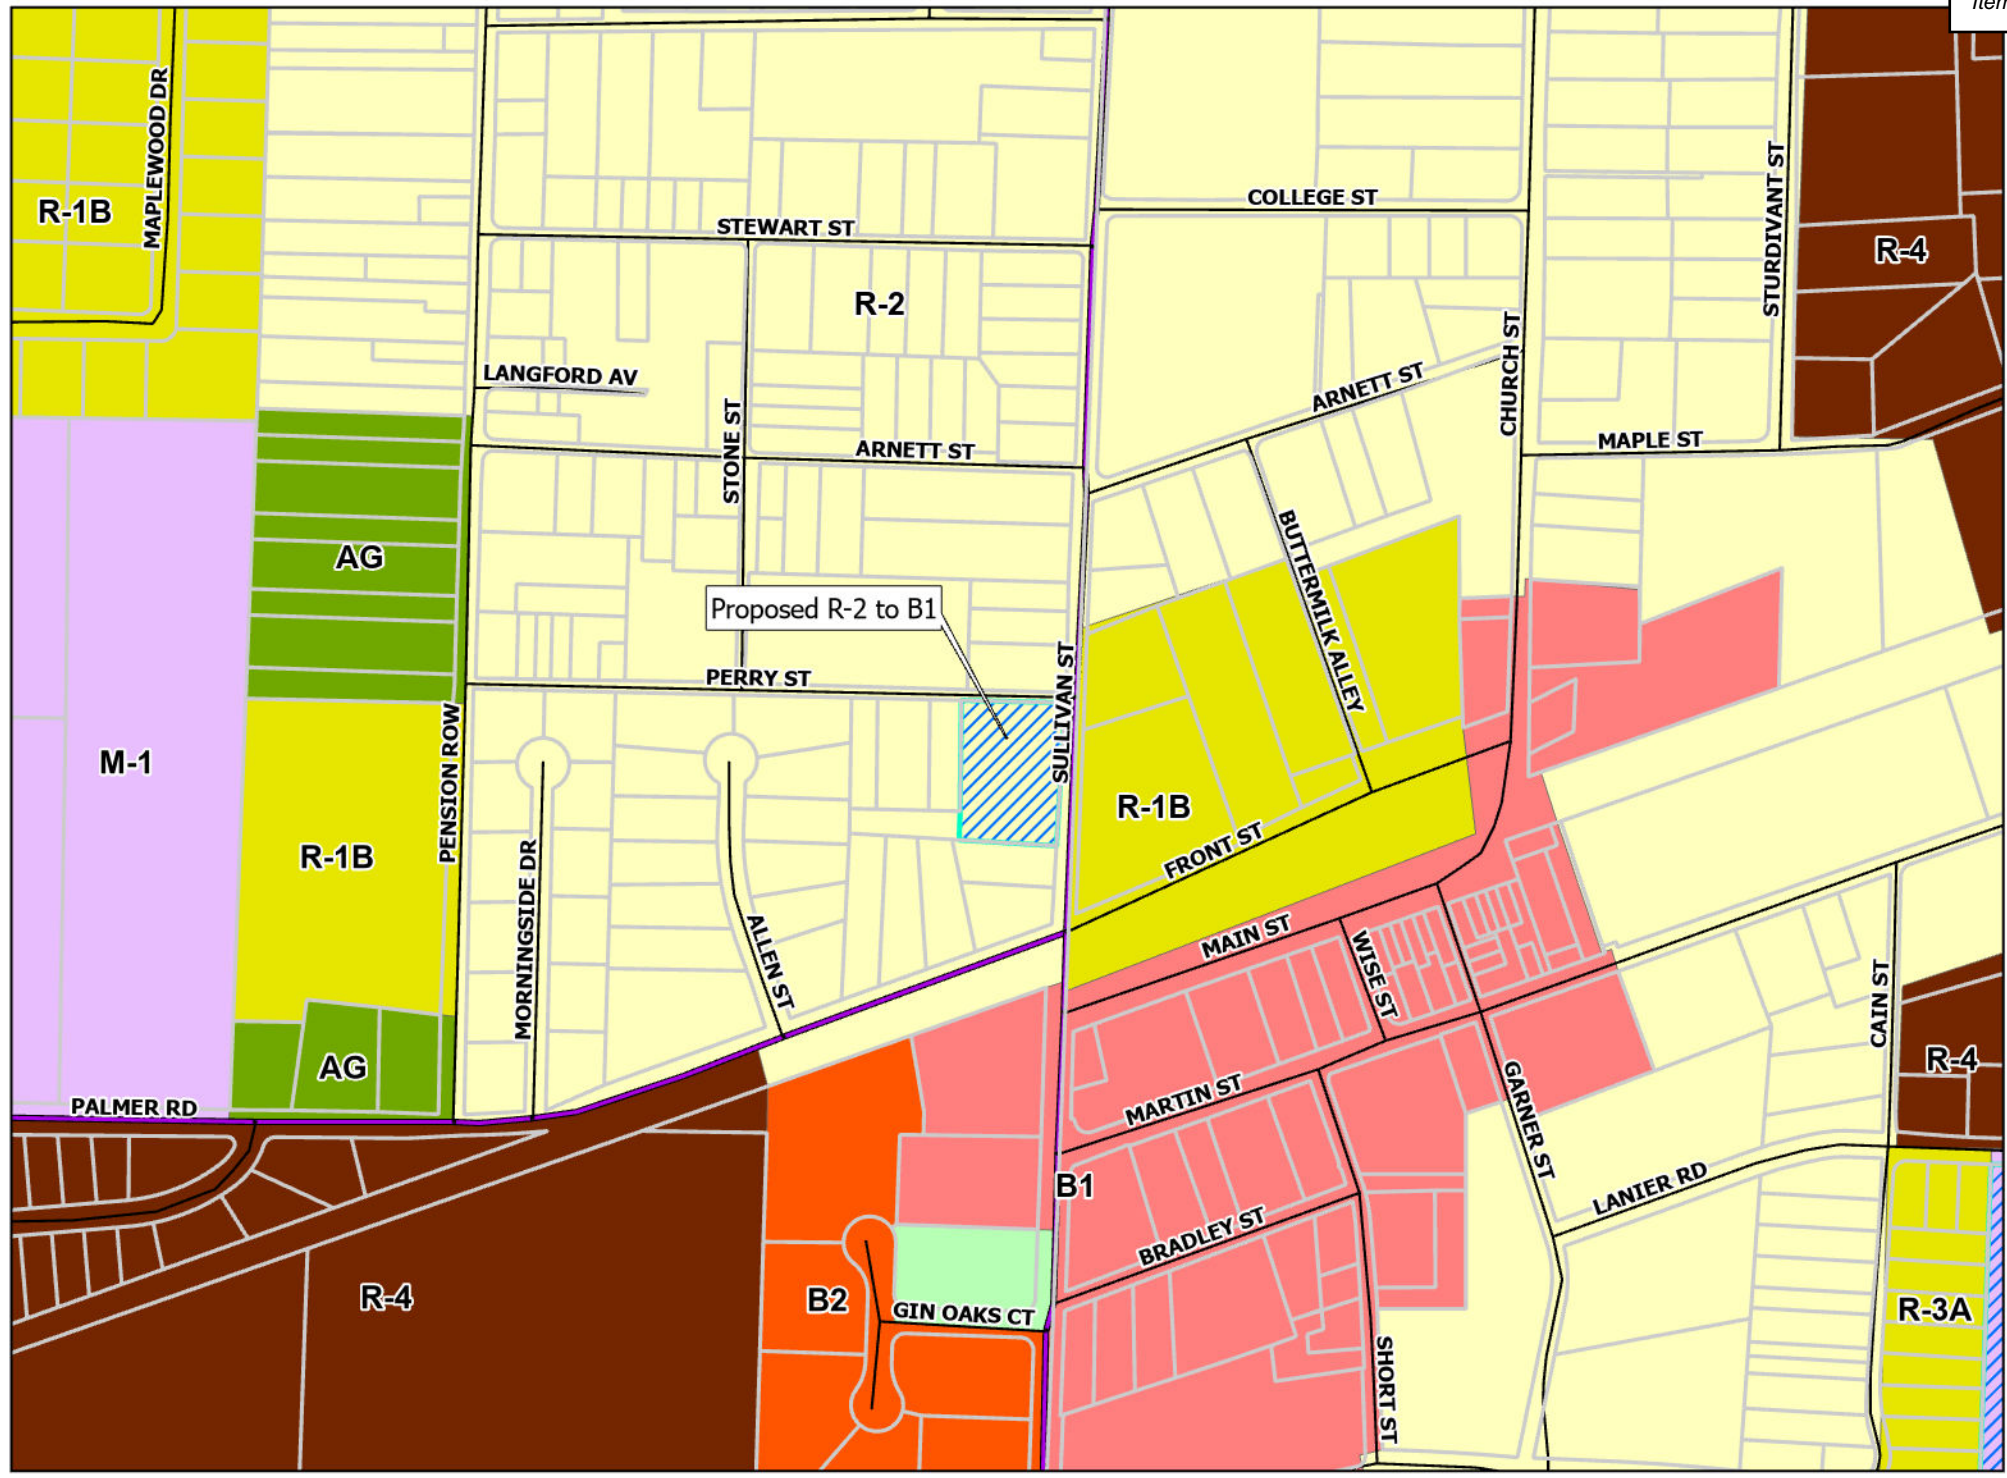 Item
MAPLEWOOD DR
R-1B
STEWART ST
COLLEGE ST
STURDIVANT ST
R-4
R-2
LANGFORD AV
STONE ST
ARNETT ST
ARNETT ST
CHURCH ST
MAPLE ST
AG
BUTTERMILK ALLEY
Proposed R-2 to B1
PERRY ST
SULLIVAN ST
PENSION ROW
M-1
R-1B
R-1B
FRONT ST
MORNINGSIDE DR
ALLEN ST
MAIN ST
WISE ST
CAIN ST
AG
R-4
PALMER RD
MARTIN ST
GARNER ST
B1
LANIER RD
BRADLEY ST
R-4
B2
GIN OAKS CT
R-3A
SHORT ST